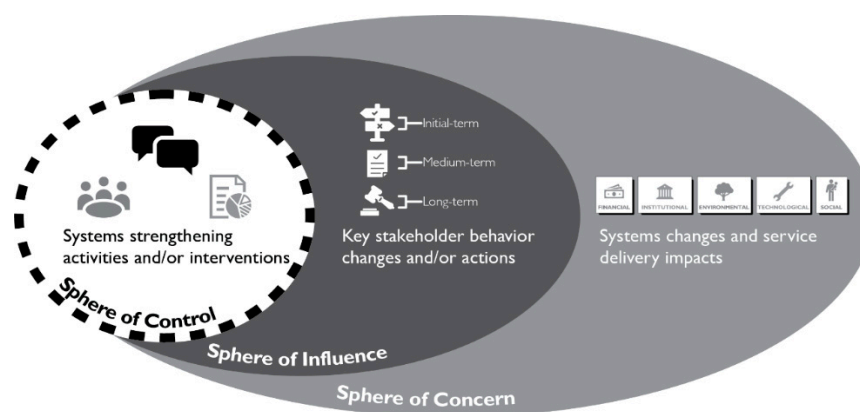 Initial-term
Medium-term
Long-term
FINANCIAL
INSTITUTIONAL
ENVIRONMENTAL
TECHNOLOGICAL
SOCIAL
Systems strengthening
activities and/or interventions
Key stakeholder behavior
changes and/or actions
Systems changes and service
delivery impacts
Sphere of Control
Sphere of Influence
Sphere of Concern